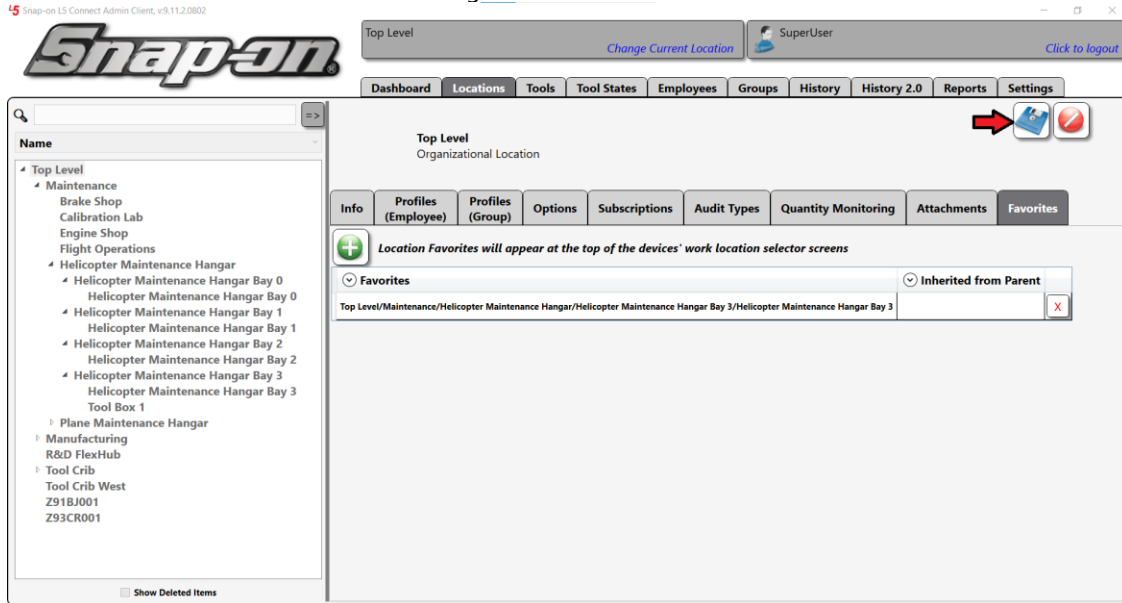 L5 Snap-on L5 Connect Admin Client, v:9.11.2.0802
Snap-on ®
Top Level
Change Current Location
SuperUser
Click to logout
Dashboard Locations Tools Tool States Employees Groups History History 2.0 Reports Settings
=>
Name
Top Level
Maintenance
Brake Shop
Calibration Lab
Engine Shop
Flight Operations
Helicopter Maintenance Hangar
Helicopter Maintenance Hangar Bay 0
Helicopter Maintenance Hangar Bay 0
Helicopter Maintenance Hangar Bay 1
Helicopter Maintenance Hangar Bay 1
Helicopter Maintenance Hangar Bay 2
Helicopter Maintenance Hangar Bay 2
Helicopter Maintenance Hangar Bay 3
Helicopter Maintenance Hangar Bay 3
Tool Box 1
Plane Maintenance Hangar
Manufacturing
R&D FlexHub
Tool Crib
Tool Crib West
Z91BJ001
Z93CR001
Show Deleted Items
Top Level
Organizational Location
Info Profiles (Employee) Profiles (Group) Options Subscriptions Audit Types Quantity Monitoring Attachments Favorites
Location Favorites will appear at the top of the devices' work location selector screens
Favorites Inherited from Parent
Top Level/Maintenance/Helicopter Maintenance Hangar/Helicopter Maintenance Hangar Bay 3/Helicopter Maintenance Hangar Bay 3 X